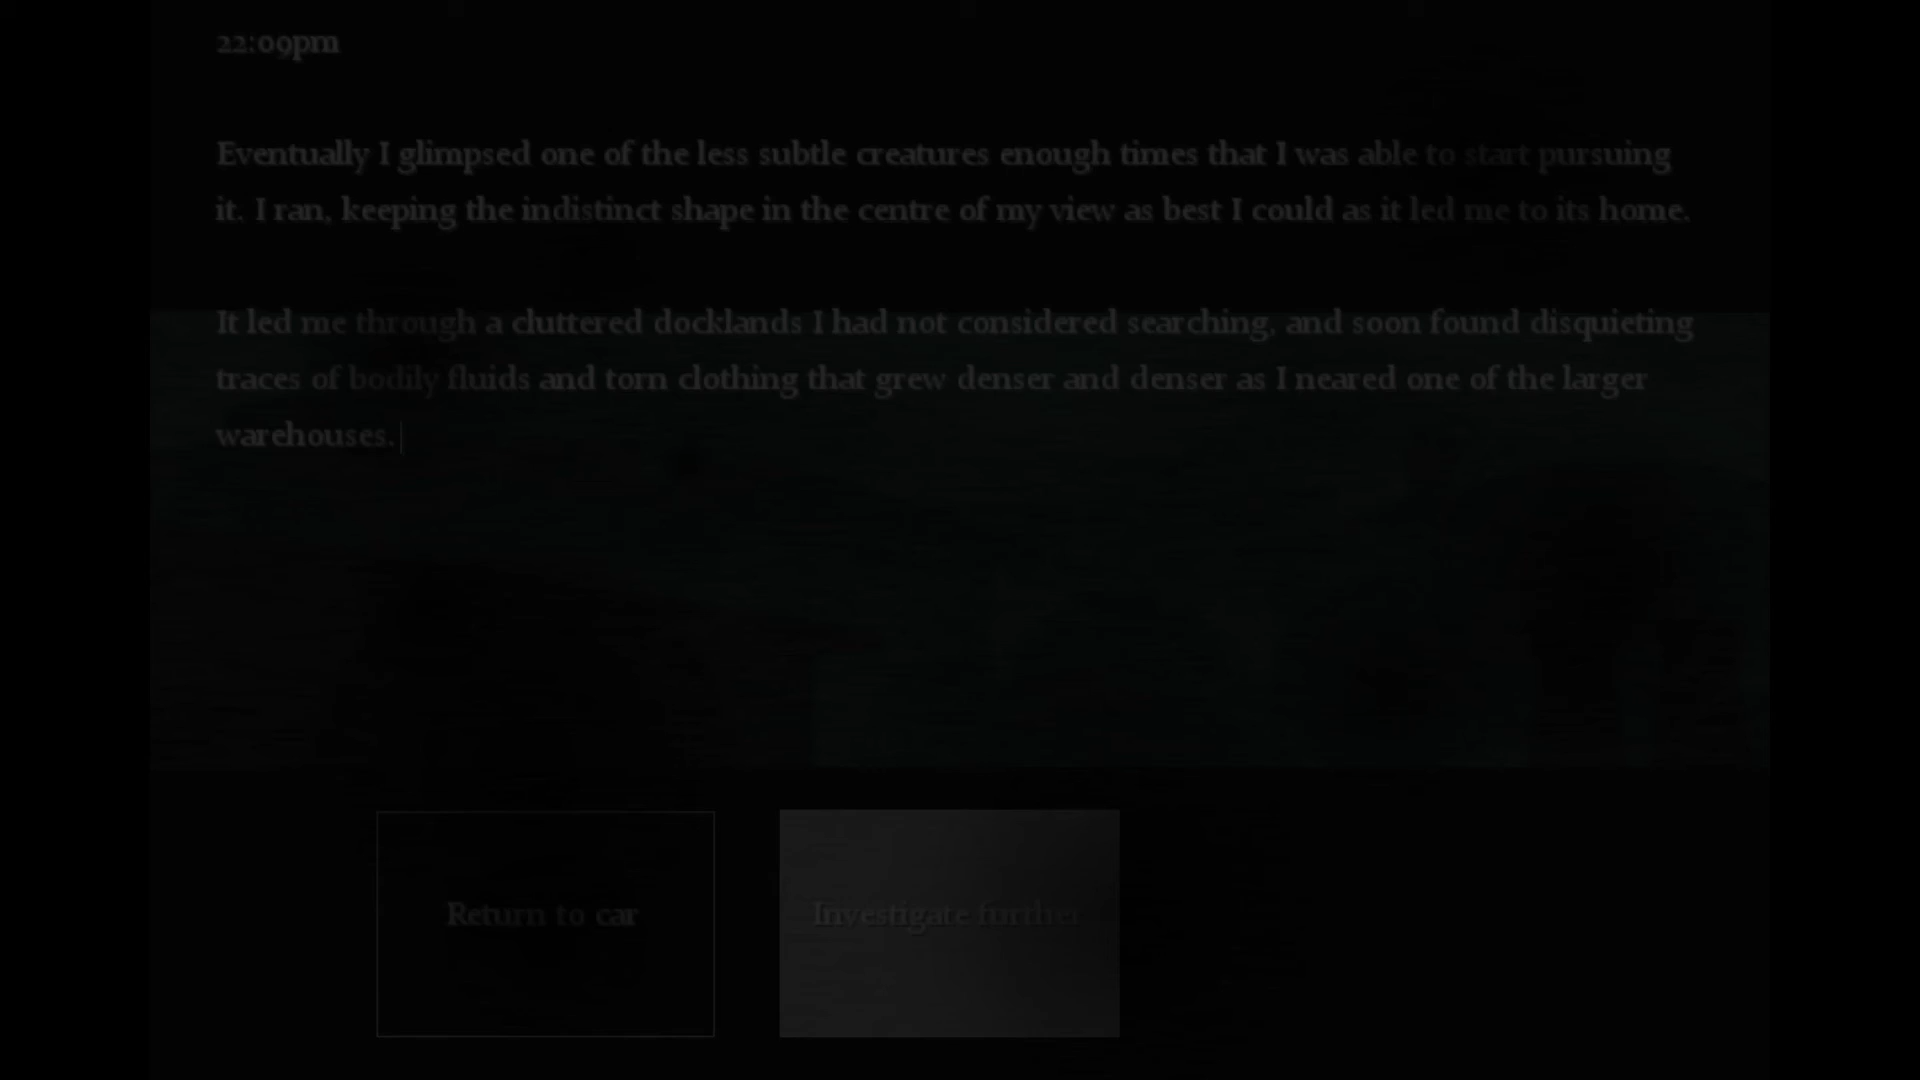 22:09pm
Eventually I glimpsed one of the less subtle creatures enough times that I was able to start pursuing
it. I ran, keeping the indistinct shape in the centre of my view as best I could as it led me to its home.
It led me through a cluttered docklands I had not considered searching, and soon found disquieting
traces of bodily fluids and torn clothing that grew denser and denser as I neared one of the larger
warehouses.
Return to car
Investigate further